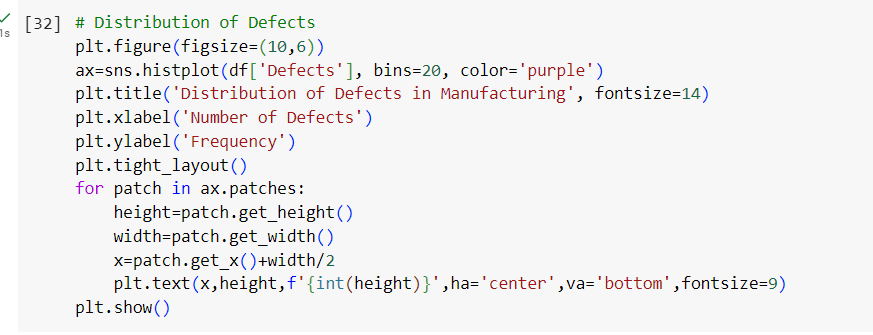 [32] # Distribution of Defects
1s
plt.figure(figsize=(10,6))
ax=sns.histplot(df['Defects'], bins=20, color='purple')
plt.title('Distribution of Defects in Manufacturing', fontsize=14)
plt.xlabel('Number of Defects')
plt.ylabel('Frequency')
plt.tight_layout()
for patch in ax.patches:
    height=patch.get_height()
    width=patch.get_width()
    x=patch.get_x()+width/2
    plt.text(x,height,f'{int(height)}',ha='center',va='bottom',fontsize=9)
plt.show()